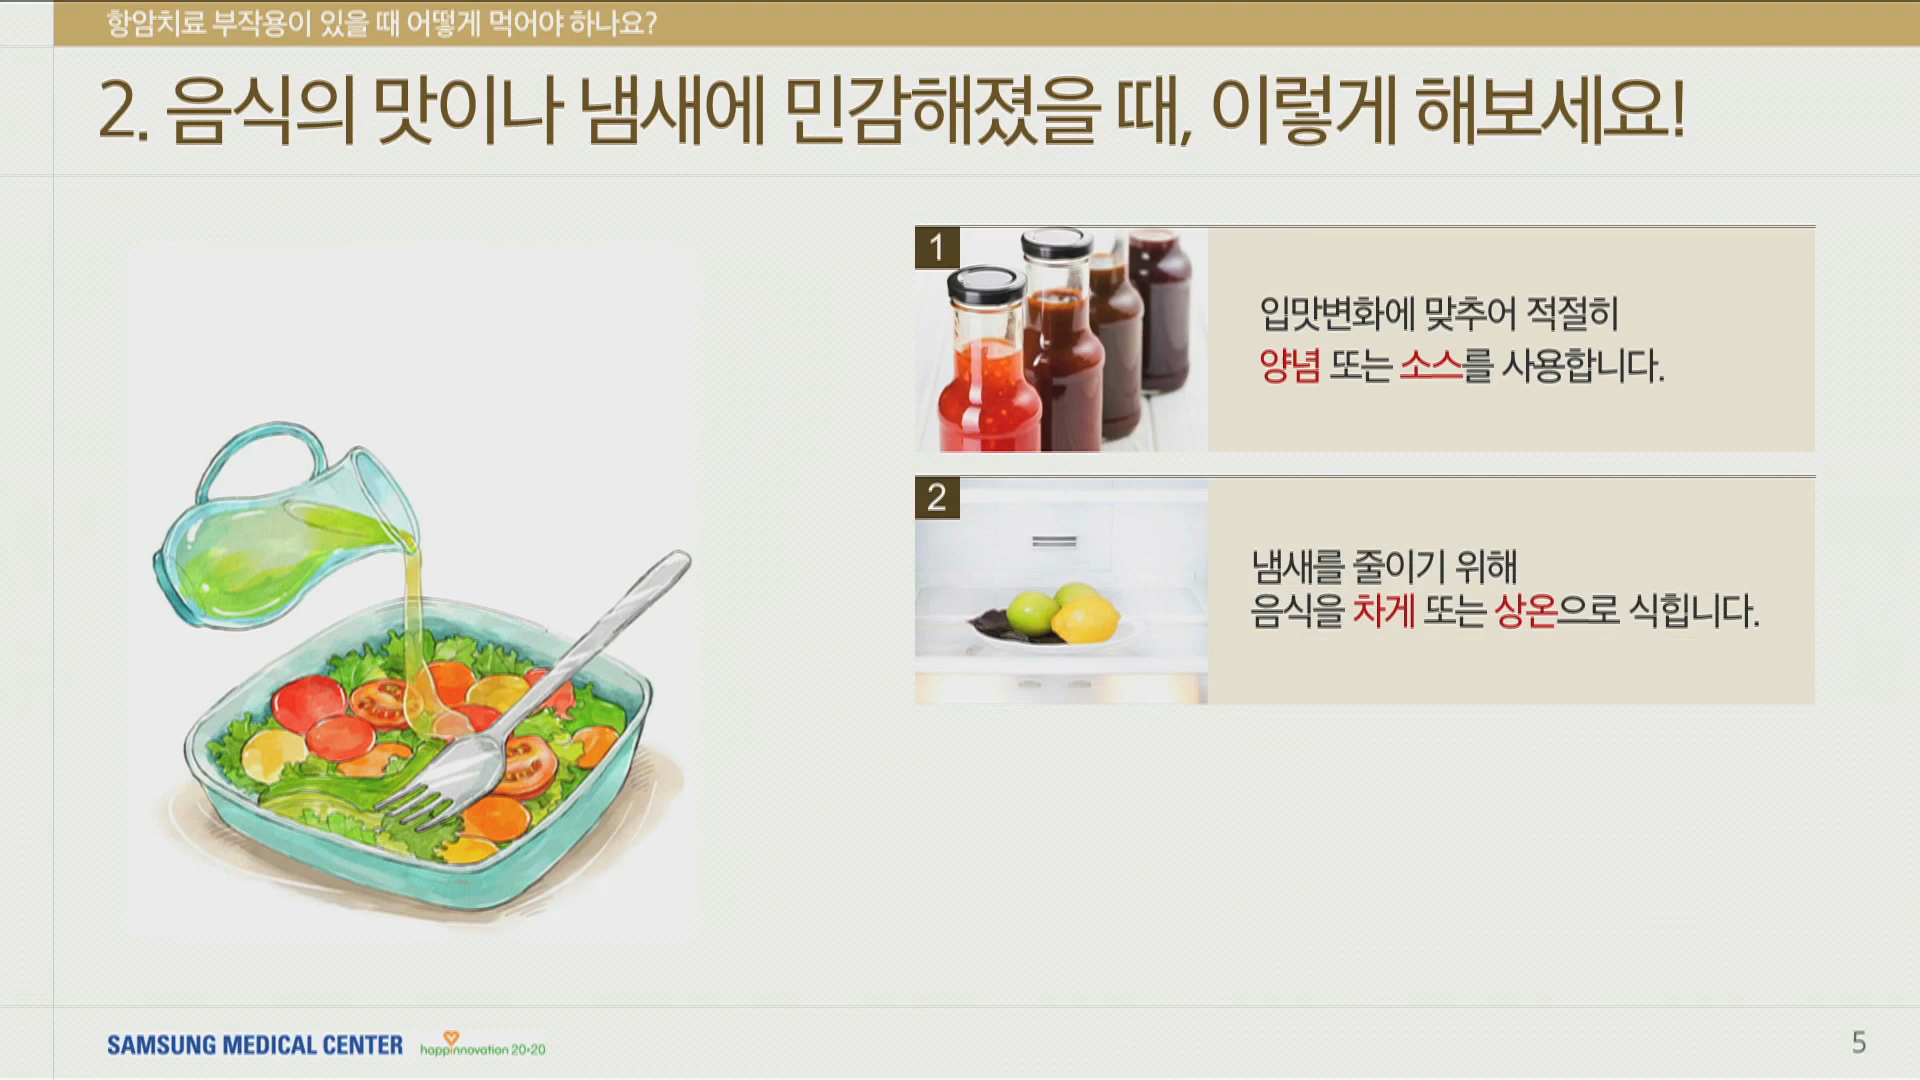 항암치료 부작용이 있을 때 어떻게 먹어야 하나요?
2. 음식의 맛이나 냄새에 민감해졌을 때, 이렇게 해보세요!
1
입맛변화에 맞추어 적절히
양념 또는 소스를 사용합니다.
2
냄새를 줄이기 위해
음식을 차게 또는 상온으로 식힙니다.
SAMSUNG MEDICAL CENTER
happinnovation 20*20
5